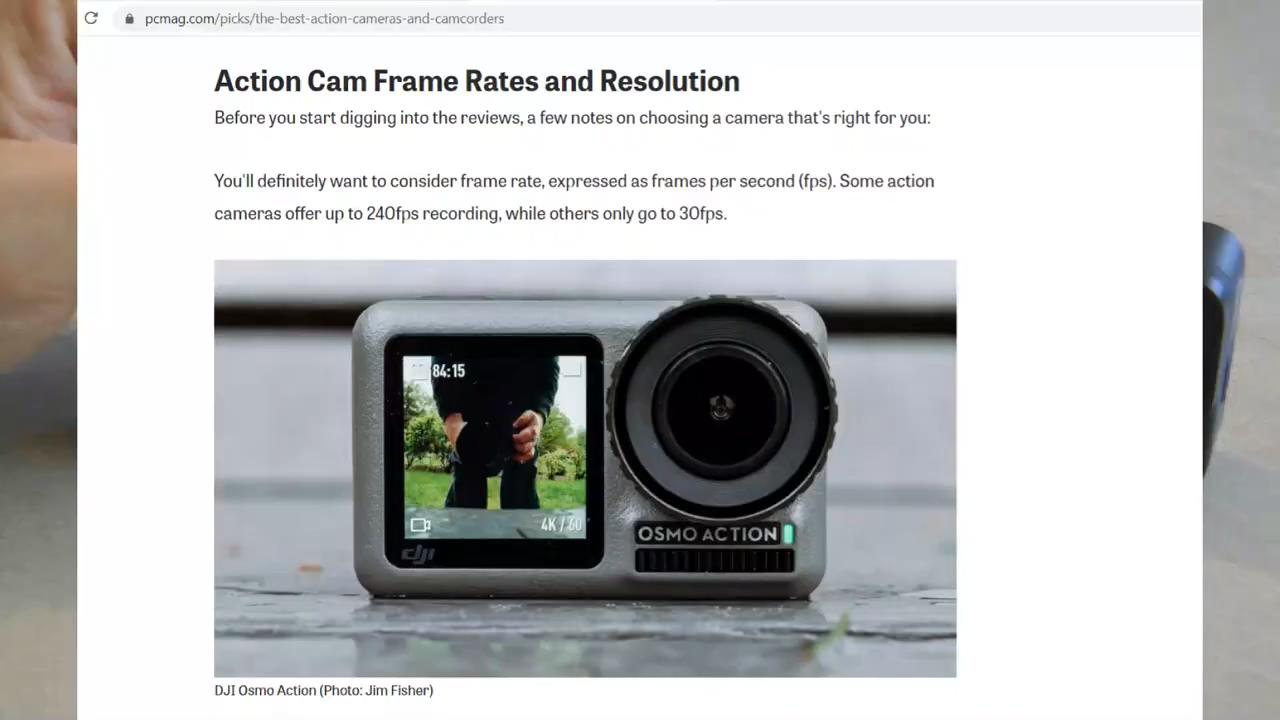 pcmag.com/picks/the-best-action-cameras-and-camcorders
Action Cam Frame Rates and Resolution
Before you start digging into the reviews, a few notes on choosing a camera that's right for you:
You'll definitely want to consider frame rate, expressed as frames per second (fps). Some action
cameras offer up to 240fps recording, while others only go to 30fps.
84:15
4K / 60
dji
OSMO ACTION
DJI Osmo Action (Photo: Jim Fisher)